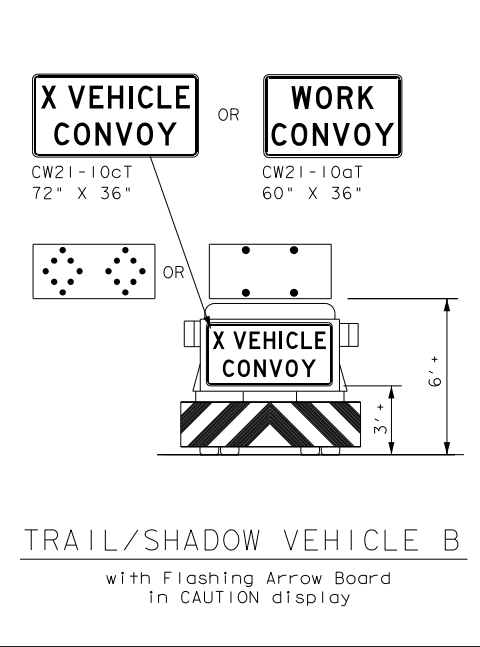 X VEHICLE
CONVOY
OR
WORK
CONVOY
CW21-10cT
72" X 36"
CW21-10aT
60" X 36"
OR
X VEHICLE
CONVOY
3' +
6' +
TRAIL/SHADOW VEHICLE B
with Flashing Arrow Board
in CAUTION display